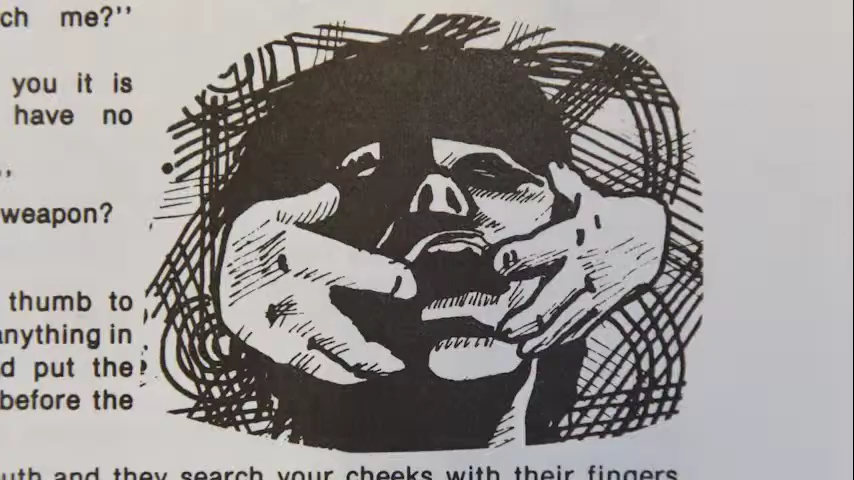 ch me?"
you it is
have no
."
weapon?
thumb to
anything in
d put the
before the
uth and they search your cheeks with their fingers